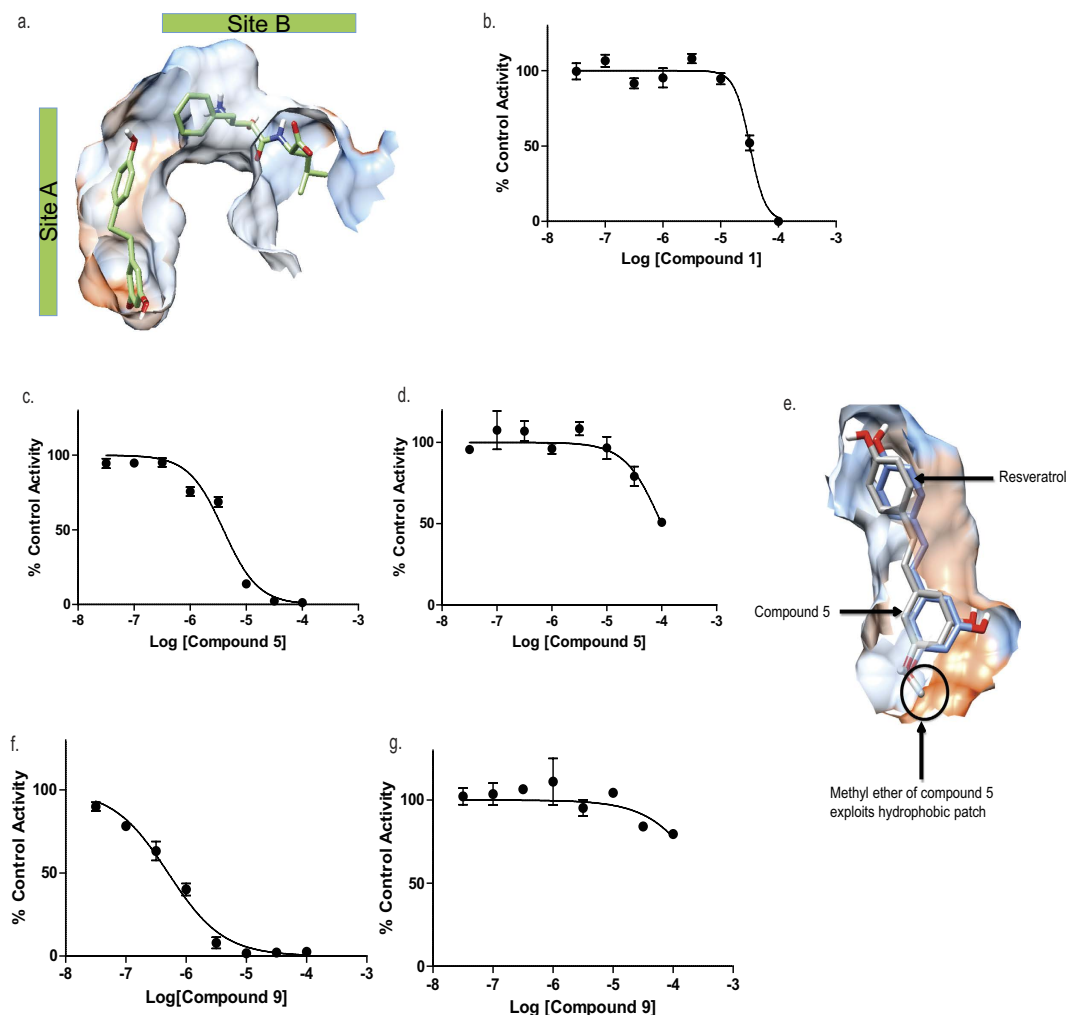 a.
Site B
Site A
b.
% Control Activity
100
50
0
-8 -7 -6 -5 -4 -3
Log [Compound 1]
c.
% Control Activity
100
50
0
-8 -7 -6 -5 -4 -3
Log [Compound 5]
d.
% Control Activity
100
50
0
-8 -7 -6 -5 -4 -3
Log [Compound 5]
e.
Resveratrol
Compound 5
Methyl ether of compound 5
exploits hydrophobic patch
f.
% Control Activity
100
50
0
-8 -7 -6 -5 -4 -3
Log[Compound 9]
g.
% Control Activity
100
50
0
-8 -7 -6 -5 -4 -3
Log [Compound 9]